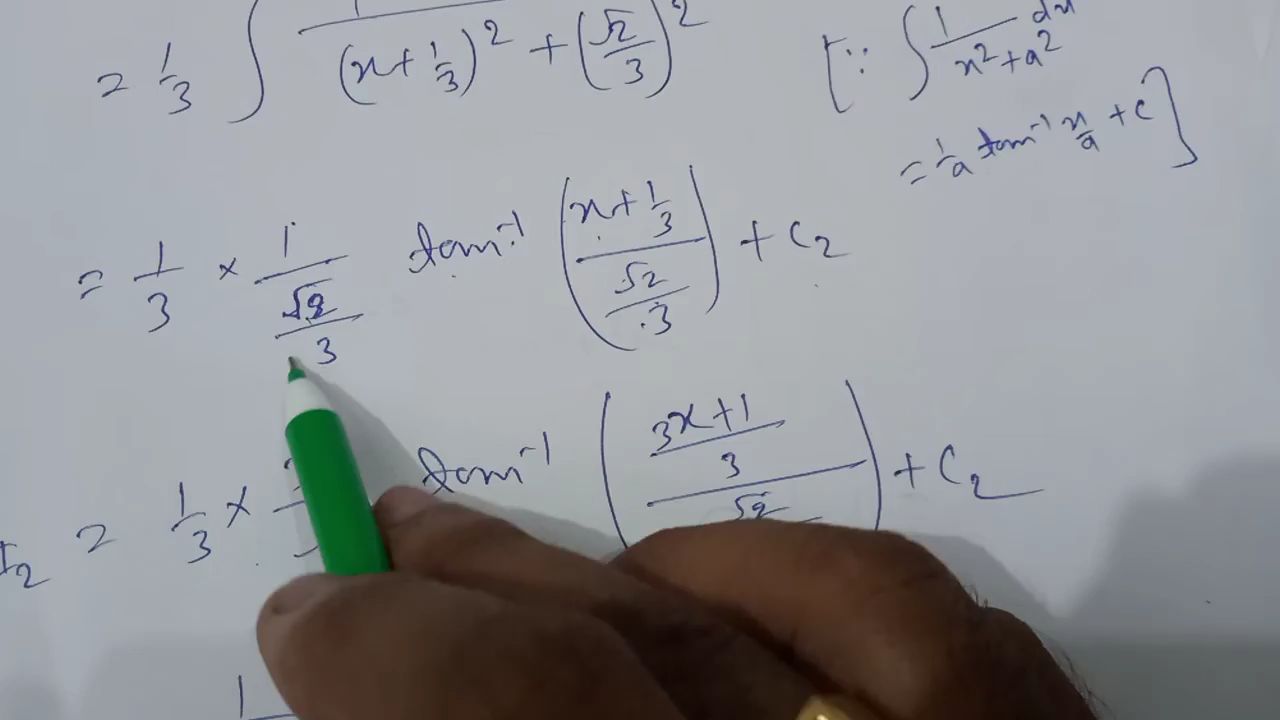 = 1/3 ∫ 1/((x + 1/3)² + (√2/3)²)
[∵ ∫ 1/(x² + a²) dx
= 1/a tan⁻¹ x/a + c]
= 1/3 × 1/(√2/3) tan⁻¹ ((x + 1/3)/(√2/3)) + C₂
I₂ = 1/3 × tan⁻¹ (((3x+1)/3)/(√2 + C₂
1